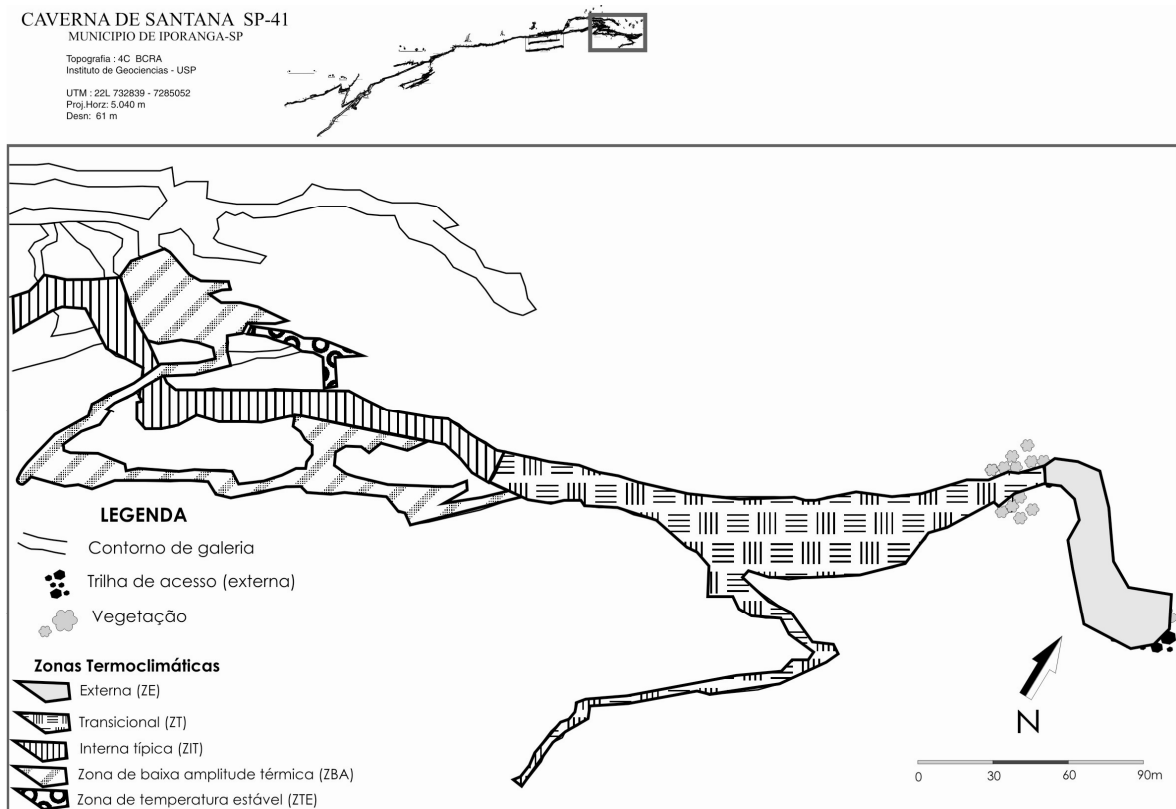 CAVERNA DE SANTANA SP-41
MUNICIPIO DE IPORANGA-SP
Topografia : 4C BCRA
Instituto de Geociencias - USP
UTM : 22L 732839 - 7285052
Proj.Horz: 5.040 m
Desn: 61 m
LEGENDA
Contorno de galeria
Trilha de acesso (externa)
Vegetação
Zonas Termoclimáticas
Externa (ZE)
Transicional (ZT)
Interna típica (ZIT)
Zona de baixa amplitude térmica (ZBA)
Zona de temperatura estável (ZTE)
N
0 30 60 90m